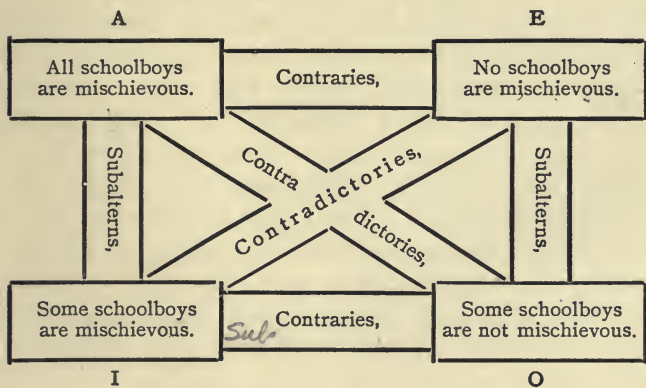 A
E
All schoolboys
are mischievous.
Contraries,
No schoolboys
are mischievous.
Subalterns,
Contra
dictories,
Contradictories,
Subalterns,
Some schoolboys
are mischievous.
Sub
Contraries,
Some schoolboys
are not mischievous.
I
O